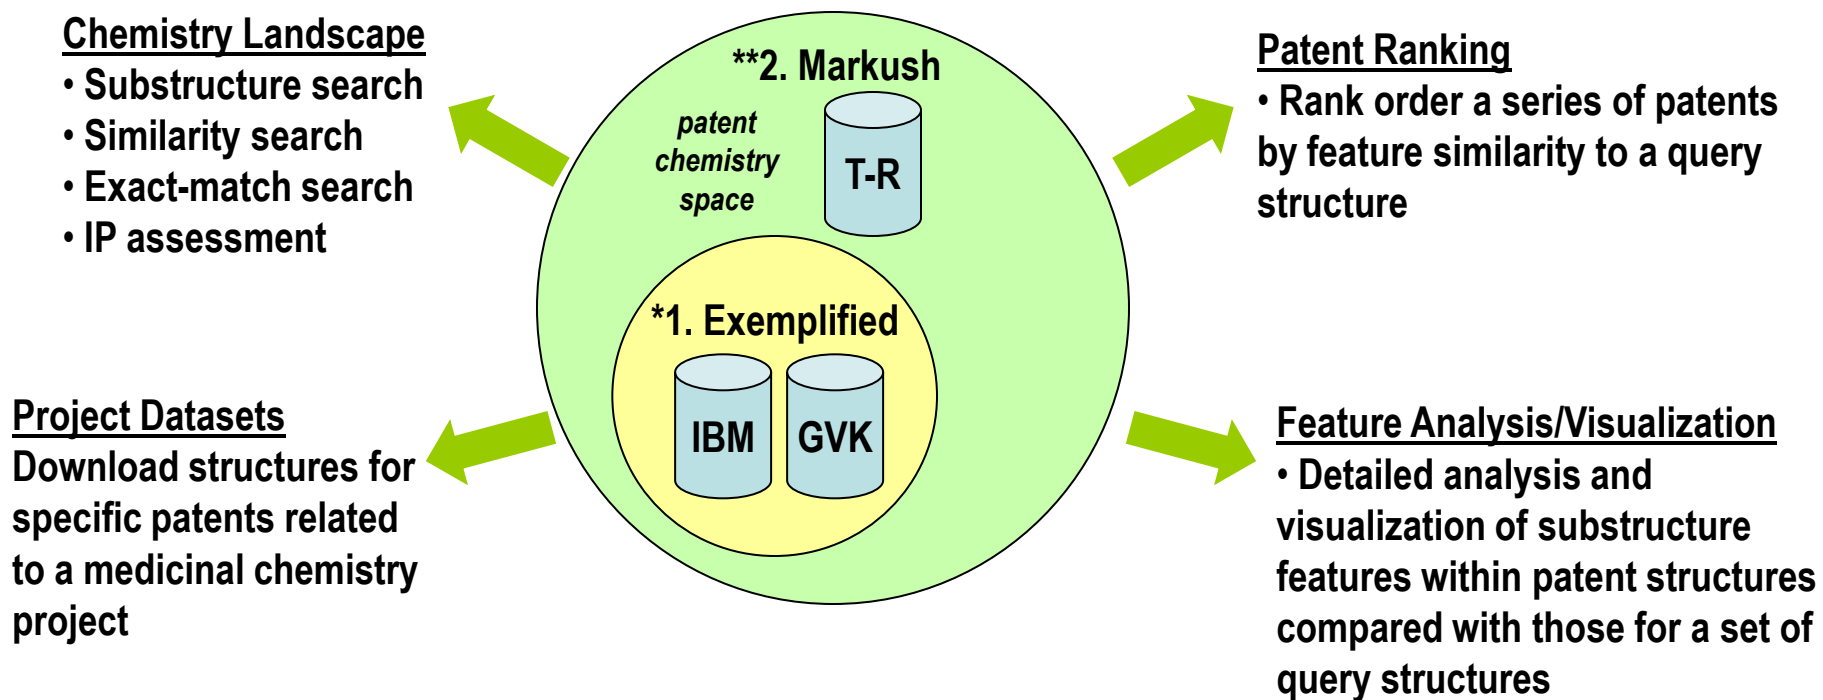 Chemistry Landscape
• Substructure search
• Similarity search
• Exact-match search
• IP assessment
**2. Markush
patent
chemistry
space
T-R
*1. Exemplified
IBM
GVK
Patent Ranking
• Rank order a series of patents
by feature similarity to a query
structure
Project Datasets
Download structures for
specific patents related
to a medicinal chemistry
project
Feature Analysis/Visualization
• Detailed analysis and
visualization of substructure
features within patent structures
compared with those for a set of
query structures